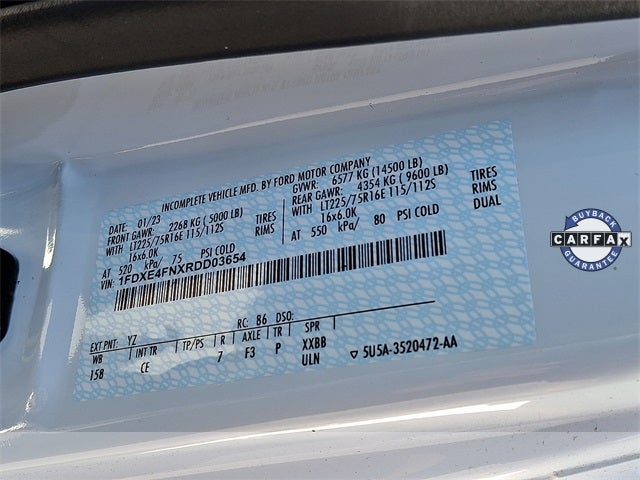 INCOMPLETE VEHICLE MFD. BY FORD MOTOR COMPANY
DATE: 01/23 GVWR: 6577 KG (14500 LB)
FRONT GAWR: 2268 KG ( 5000 LB) REAR GAWR: 4354 KG ( 9600 LB)
WITH LT225/75R16E 115/112S TIRES WITH LT225/75R16E 115/112S TIRES
16x6.0K RIMS 16x6.0K RIMS
AT 520 kPa/ 75 PSI COLD AT 550 kPa/ 80 PSI COLD DUAL
VIN: 1FDXE4FNXRDD03654
EXT PNT: YZ RC: 86 DSO:
WB INT TR TP/PS R AXLE TR SPR
158 CE 7 F3 P XXBB
ULN ▽ 5U5A-3520472-AA
BUYBACK
CARFAX
GUARANTEE